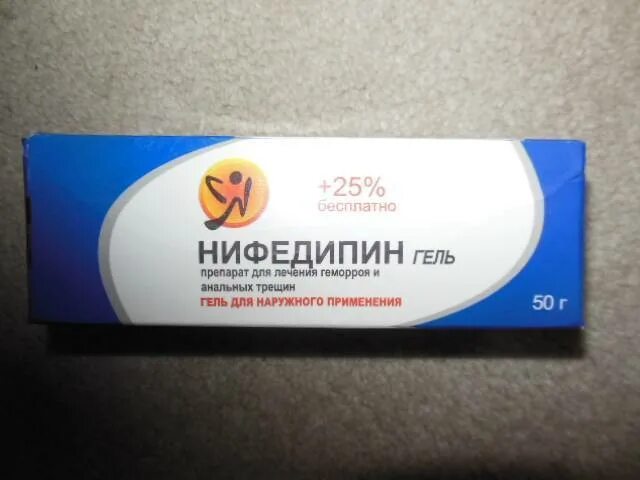 +25%
бесплатно
НИФЕДИПИН ГЕЛЬ
препарат для лечения геморроя и
анальных трещин
ГЕЛЬ ДЛЯ НАРУЖНОГО ПРИМЕНЕНИЯ
50 г